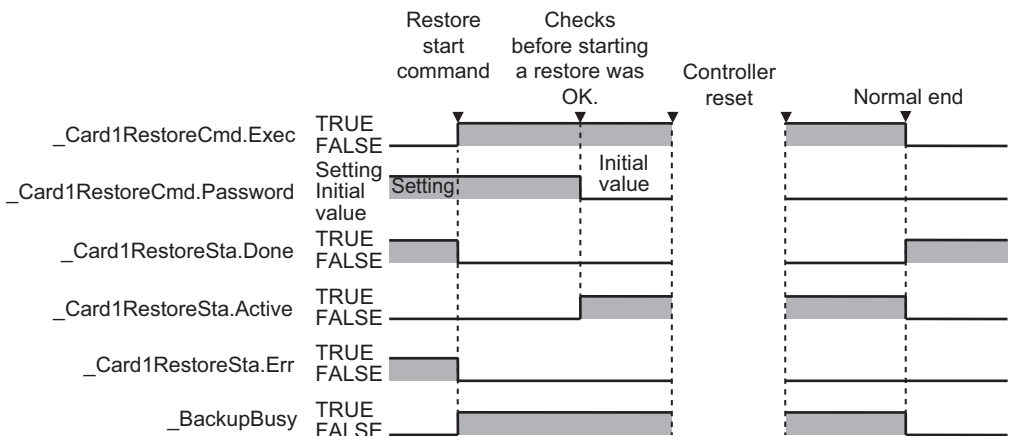 Restore
start
command
Checks
before starting
a restore was
OK.
Controller
reset
Normal end
_Card1RestoreCmd.Exec
TRUE
FALSE
_Card1RestoreCmd.Password
Setting
Initial
value
Setting
Initial
value
_Card1RestoreSta.Done
TRUE
FALSE
_Card1RestoreSta.Active
TRUE
FALSE
_Card1RestoreSta.Err
TRUE
FALSE
_BackupBusy
TRUE
FALSE